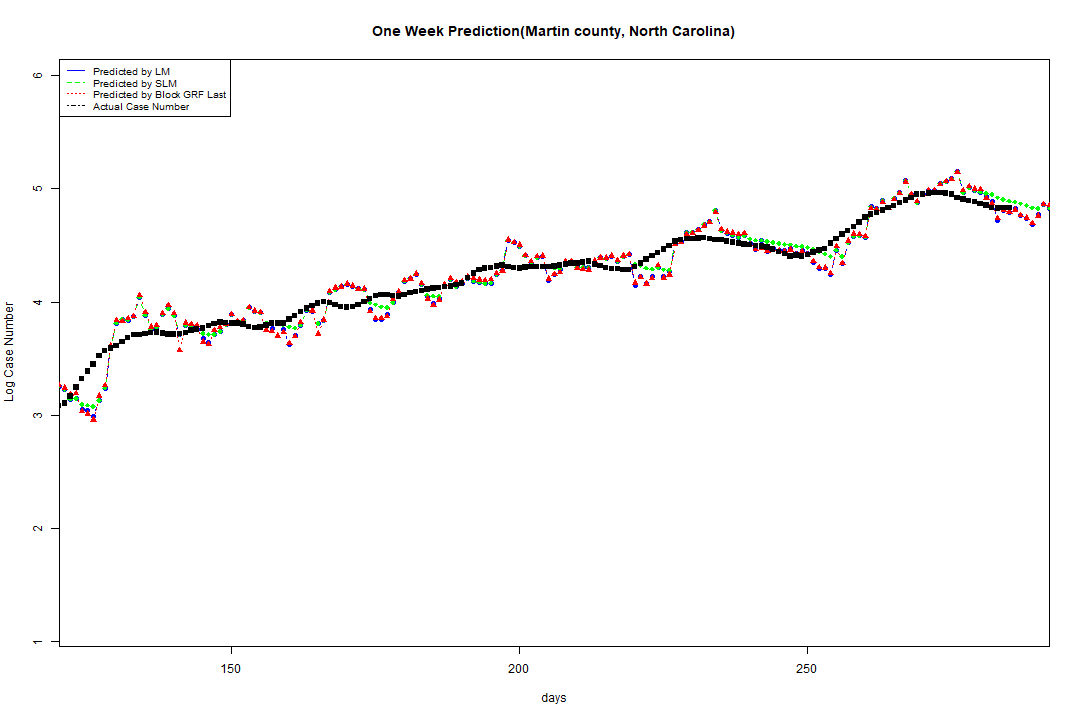 One Week Prediction(Martin county, North Carolina)
Predicted by LM
Predicted by SLM
Predicted by Block GRF Last
Actual Case Number
6
5
4
3
2
1
Log Case Number
150
200
250
days